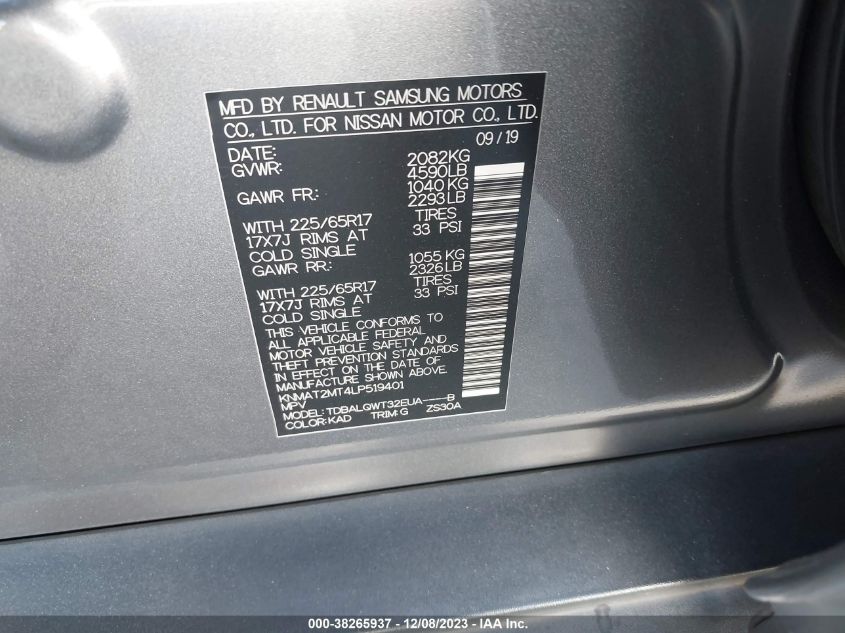 MFD BY RENAULT SAMSUNG MOTORS
CO., LTD. FOR NISSAN MOTOR CO., LTD.
DATE: 09/19
GVWR: 2082KG
4590LB
GAWR FR: 1040KG
2293LB
WITH 225/65R17 TIRES
17X7J RIMS AT 33 PSI
COLD SINGLE
GAWR RR: 1055 KG
2326LB
WITH 225/65R17 TIRES
17X7J RIMS AT 33 PSI
COLD SINGLE
THIS VEHICLE CONFORMS TO
ALL APPLICABLE FEDERAL
MOTOR VEHICLE SAFETY AND
THEFT PREVENTION STANDARDS
IN EFFECT ON THE DATE OF
MANUFACTURE SHOWN ABOVE.
KNMAT2MT4LP519401
MPV
MODEL: TDBALGWT32EUA----B
COLOR: KAD TRIM: G ZS30A
000-38265937 - 12/08/2023 - IAA Inc.